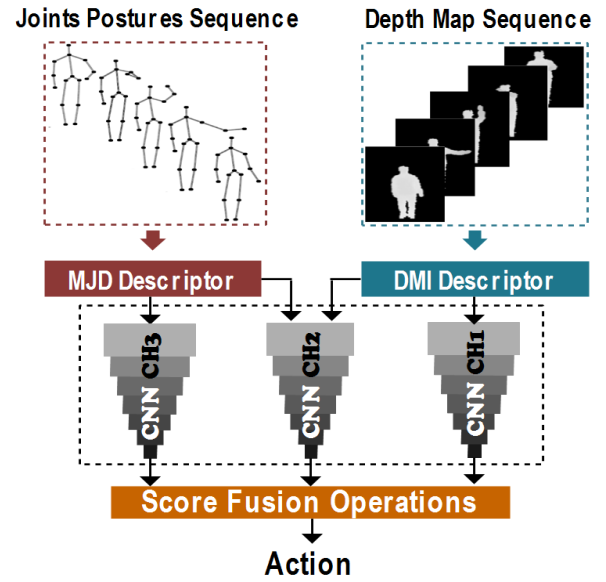 Joints Postures Sequence
Depth Map Sequence
MJD Descriptor
DMI Descriptor
CNN CH3
CNN CH2
CNN CH1
Score Fusion Operations
Action